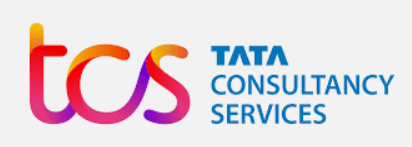 tcs
TATA
CONSULTANCY
SERVICES